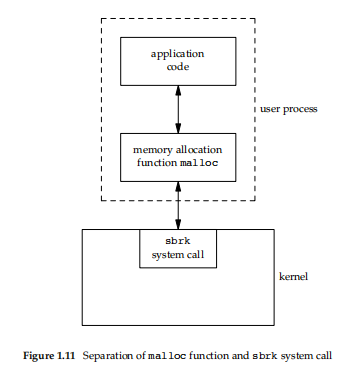 application
code
user process
memory allocation
function malloc
sbrk
system call
kernel
Figure 1.11 Separation of malloc function and sbrk system call